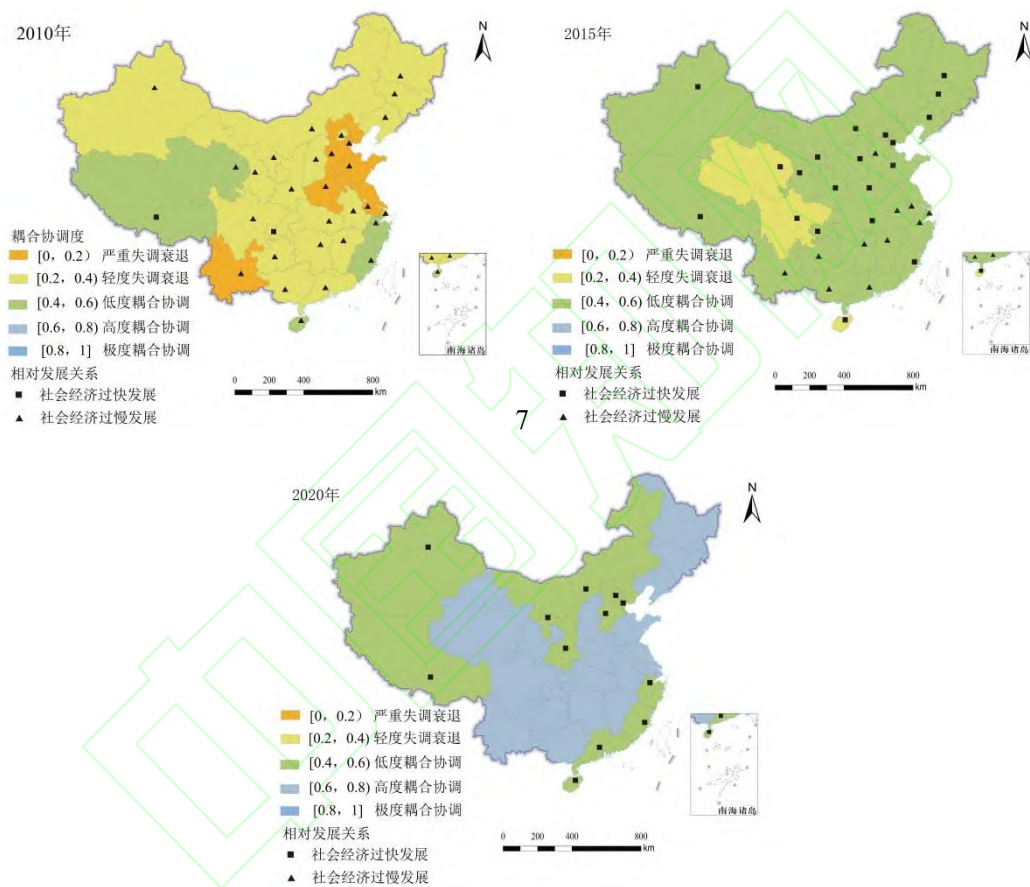 2010年
N
耦合协调度
[0, 0.2） 严重失调衰退
[0.2, 0.4) 轻度失调衰退
[0.4, 0.6) 低度耦合协调
[0.6, 0.8) 高度耦合协调
[0.8, 1] 极度耦合协调
相对发展关系
■ 社会经济过快发展
▲ 社会经济过慢发展
0 200 400 800
km
南海诸岛
2015年
N
[0, 0.2） 严重失调衰退
[0.2, 0.4) 轻度失调衰退
[0.4, 0.6) 低度耦合协调
[0.6, 0.8) 高度耦合协调
[0.8, 1] 极度耦合协调
相对发展关系
■ 社会经济过快发展
▲ 社会经济过慢发展
0 200 400 800
km
南海诸岛
7
2020年
N
[0, 0.2） 严重失调衰退
[0.2, 0.4) 轻度失调衰退
[0.4, 0.6) 低度耦合协调
[0.6, 0.8) 高度耦合协调
[0.8, 1] 极度耦合协调
相对发展关系
■ 社会经济过快发展
▲ 社会经济过慢发展
0 200 400 800
km
南海诸岛